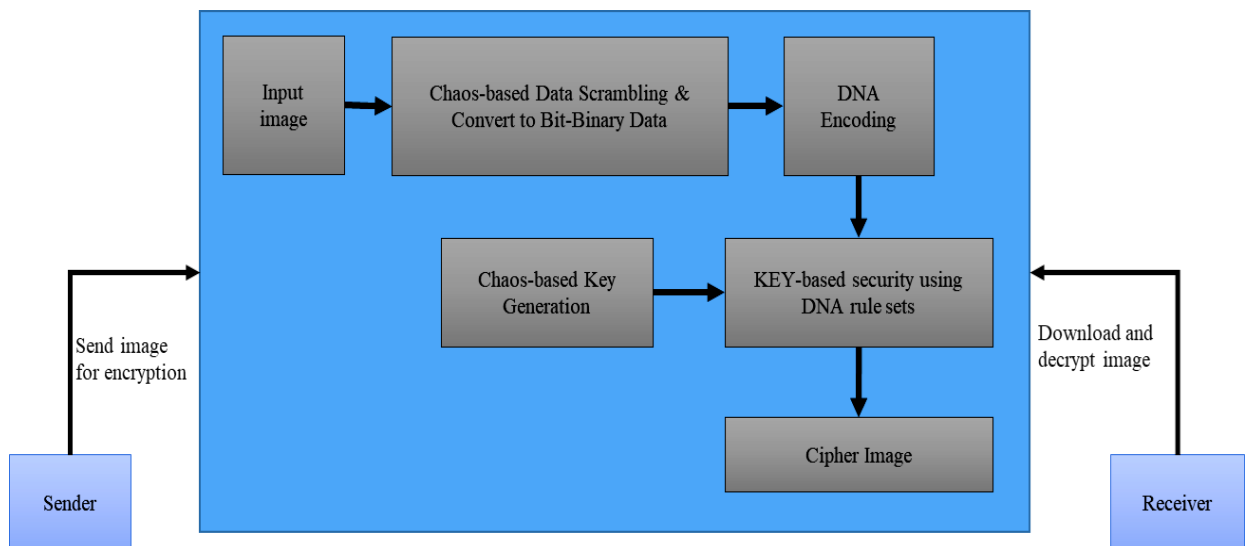 Input
image
Chaos-based Data Scrambling &
Convert to Bit-Binary Data
DNA
Encoding
Chaos-based Key
Generation
KEY-based security using
DNA rule sets
Send image
for encryption
Download and
decrypt image
Cipher Image
Sender
Receiver